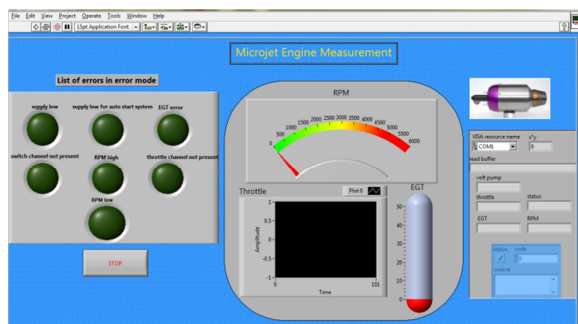 File Edit View Project Operate Tools Window Help
15pt Application Font
Microjet Engine Measurement
List of errors in error mode
supply low supply low for auto start system EGT error
switch channel not present RPM high throttle channel not present
RPM low
STOP
RPM
0 500 1000 1500 2000 2500 3000 3500 4000 4500 5000 5500 6000
Throttle Plot 0
Amplitude
1
0.5
0
-0.5
-1
0 101
Time
EGT
50
40
30
20
10
0
VISA resource name x*y
COM1 0
read buffer
volt pump
throttle status
EGT RPM
status code
0
source